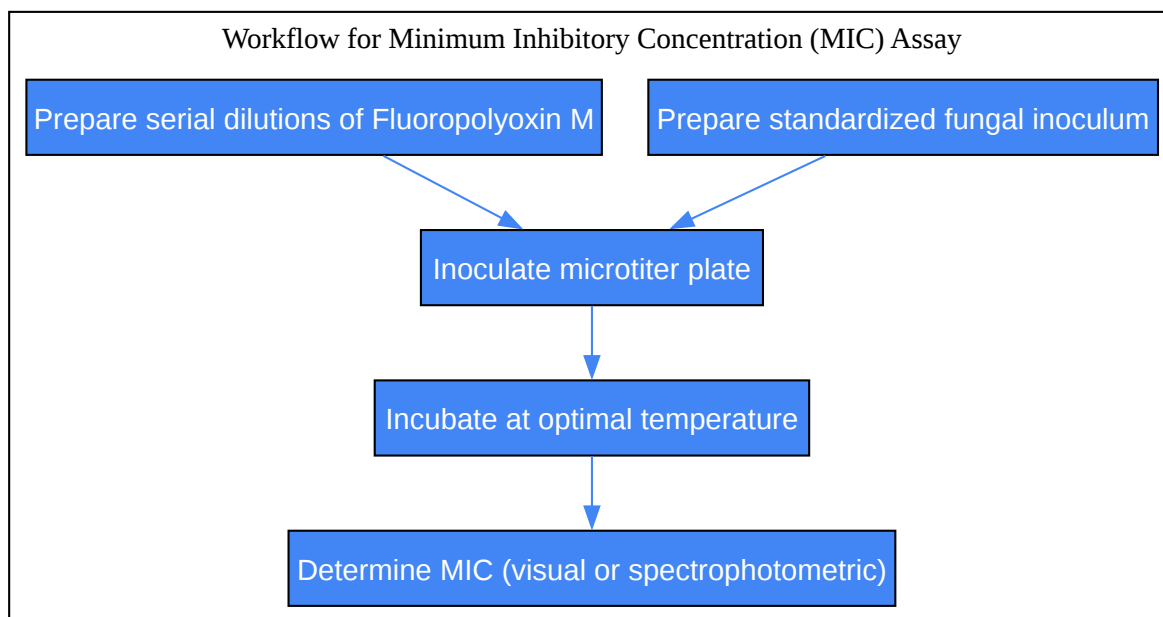 Workflow for Minimum Inhibitory Concentration (MIC) Assay
Prepare serial dilutions of Fluoropolyoxin M
Prepare standardized fungal inoculum
Inoculate microtiter plate
Incubate at optimal temperature
Determine MIC (visual or spectrophotometric)